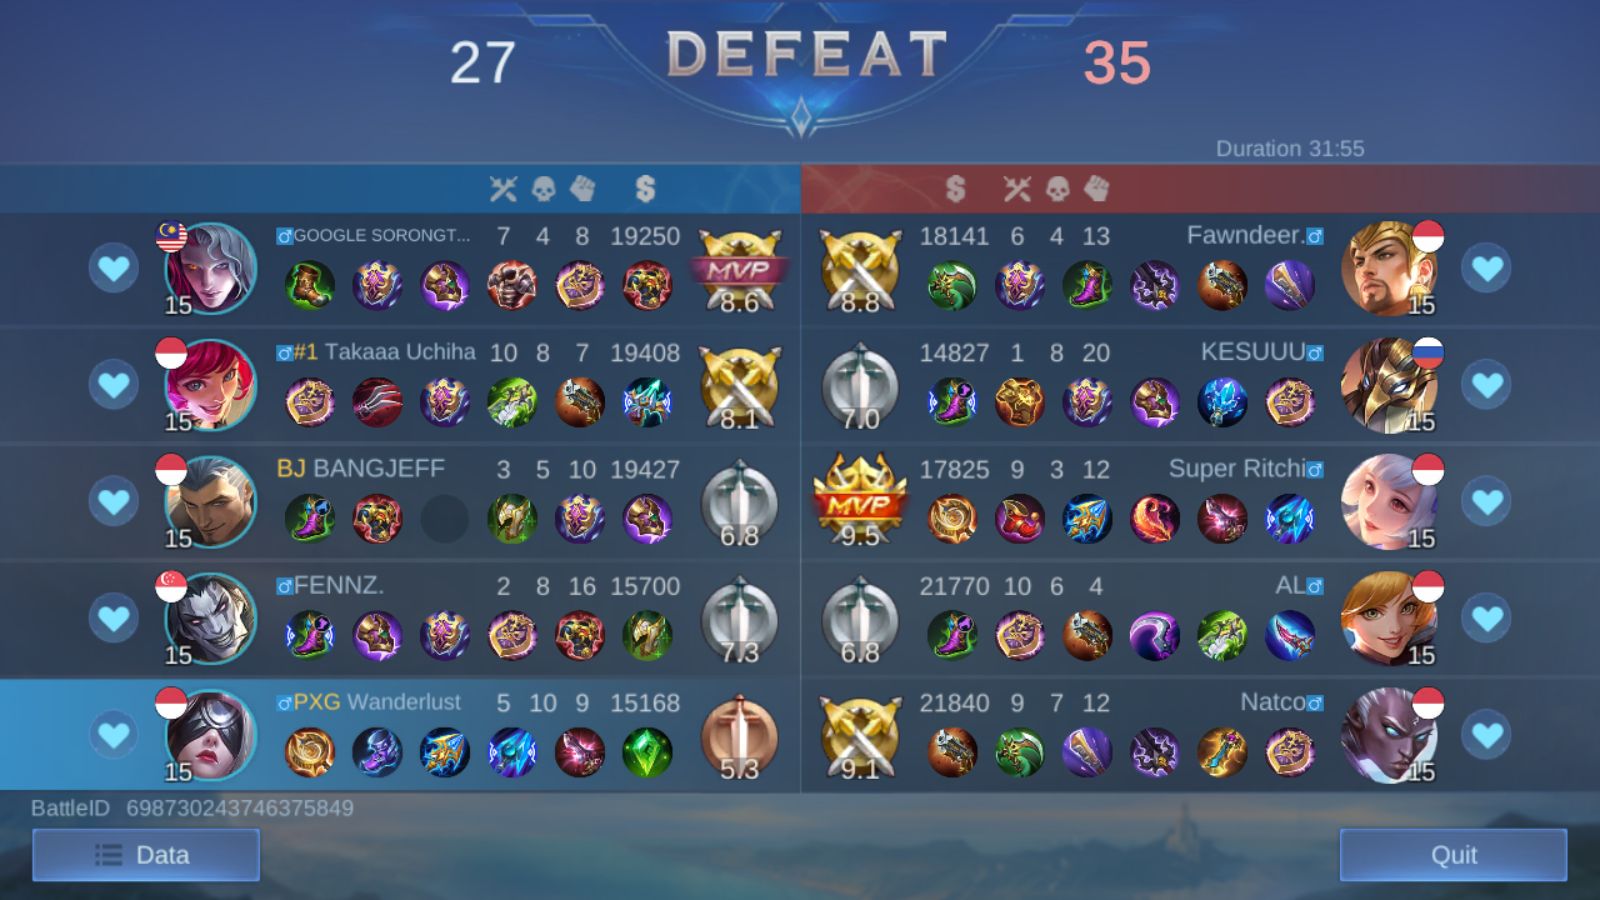 27 DEFEAT 35
Duration 31:55
GOOGLE SORONGT... 7 4 8 19250 MVP 8.6 15
8.8 18141 6 4 13 Fawndeer. 15
#1 Takaaa Uchiha 10 8 7 19408 8.1 15
7.0 14827 1 8 20 KESUUU 15
BJ BANGJEFF 3 5 10 19427 6.8 15
MVP 9.5 17825 9 3 12 Super Ritchi 15
FENNZ. 2 8 16 15700 7.3 15
6.8 21770 10 6 4 AL 15
PXG Wanderlust 5 10 9 15168 5.3 15
9.1 21840 9 7 12 Natco 15
BattleID 698730243746375849
Data
Quit